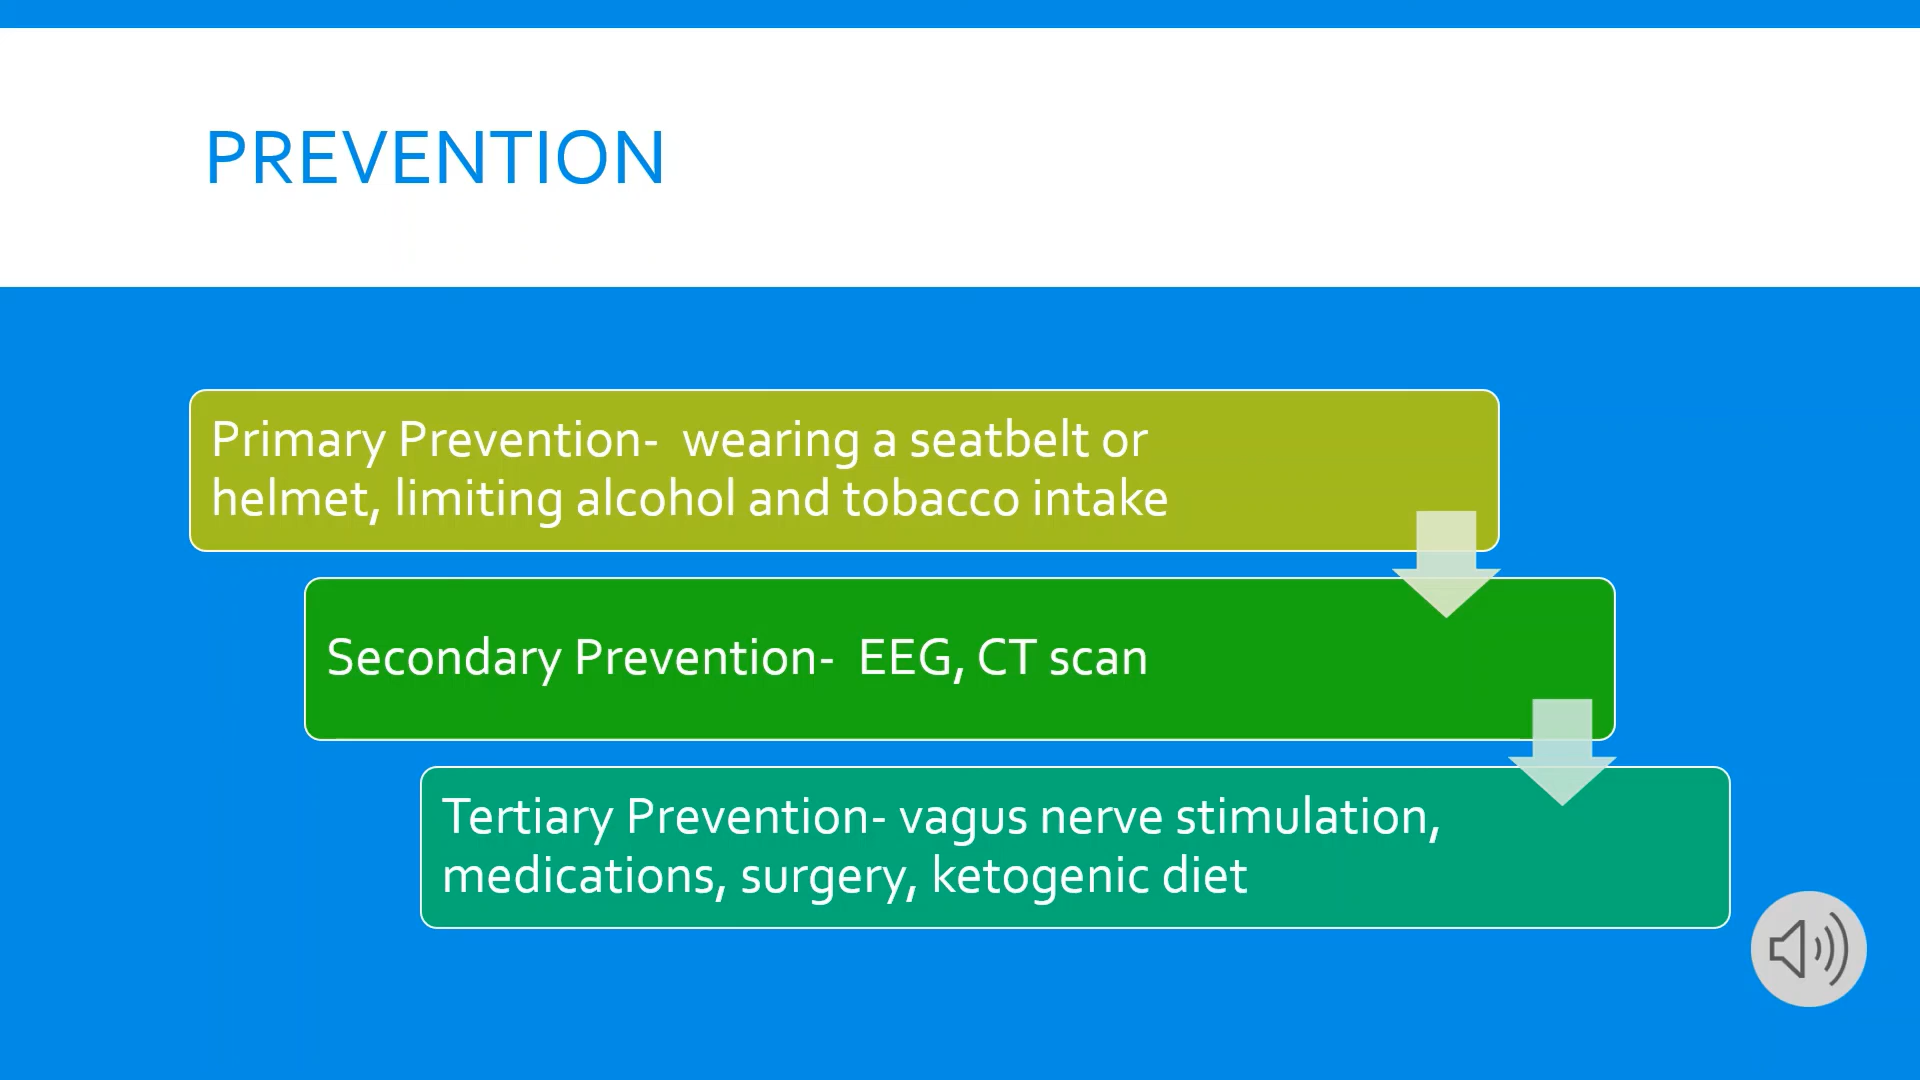 PREVENTION
Primary Prevention-  wearing a seatbelt or
helmet, limiting alcohol and tobacco intake
Secondary Prevention-  EEG, CT scan
Tertiary Prevention- vagus nerve stimulation,
medications, surgery, ketogenic diet